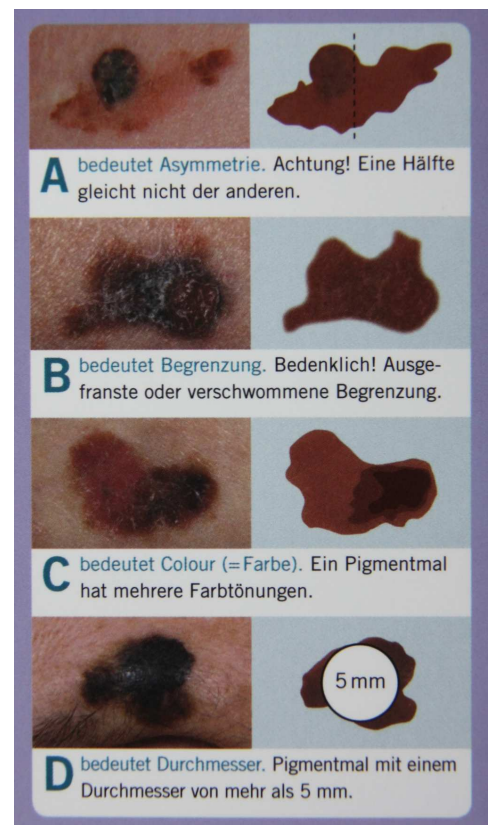 A bedeutet Asymmetrie. Achtung! Eine Hälfte
gleicht nicht der anderen.
B bedeutet Begrenzung. Bedenklich! Ausge-
franste oder verschwommene Begrenzung.
C bedeutet Colour (=Farbe). Ein Pigmentmal
hat mehrere Farbtönungen.
5 mm
D bedeutet Durchmesser. Pigmentmal mit einem
Durchmesser von mehr als 5 mm.